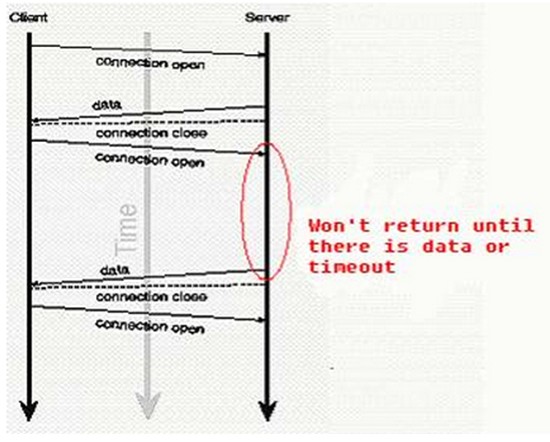 Client
Server
connection open
data
connection close
connection open
Time
Won't return until
there is data or
timeout
data
connection close
connection open